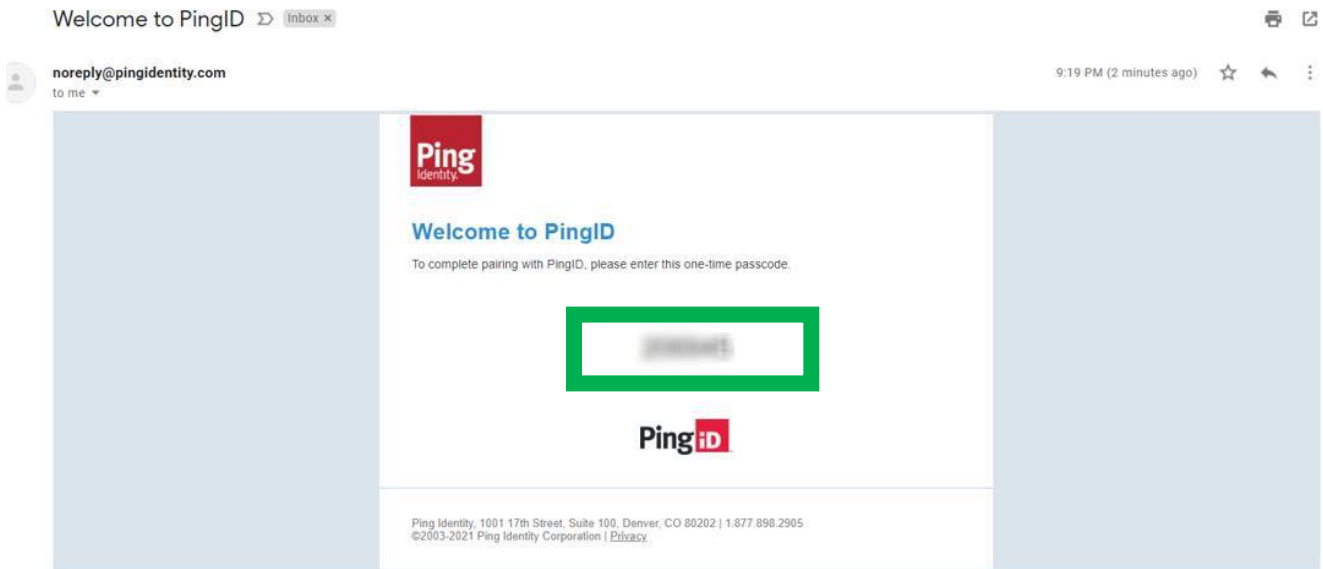 Welcome to PingID Inbox ×
noreply@pingidentity.com
9:19 PM (2 minutes ago)
to me
Ping
Identity.
Welcome to PingID
To complete pairing with PingID, please enter this one-time passcode.
Ping iD
Ping Identity, 1001 17th Street, Suite 100, Denver, CO 80202 | 1.877.898.2905
©2003-2021 Ping Identity Corporation | Privacy